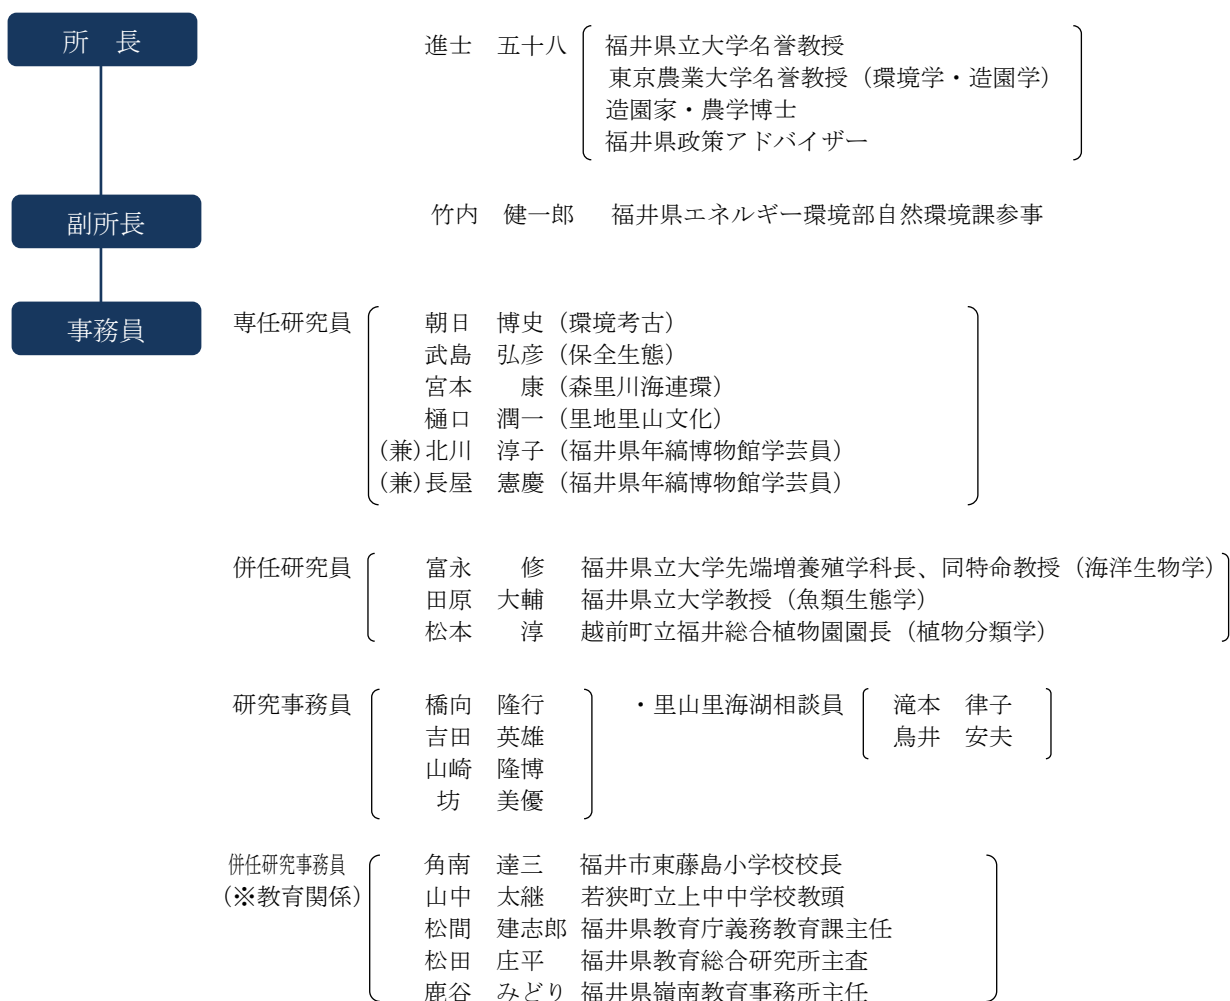 所　長
進士　五十八　福井県立大学名誉教授
東京農業大学名誉教授（環境学・造園学）
造園家・農学博士
福井県政策アドバイザー
副所長
竹内　健一郎　福井県エネルギー環境部自然環境課参事
事務員
専任研究員　朝日　博史（環境考古）
武島　弘彦（保全生態）
宮本　康（森里川海連環）
樋口　潤一（里地里山文化）
(兼)北川　淳子（福井県年縞博物館学芸員）
(兼)長屋　憲慶（福井県年縞博物館学芸員）
併任研究員　富永　修　福井県立大学先端増養殖学科長、同特命教授（海洋生物学）
田原　大輔　福井県立大学教授（魚類生態学）
松本　淳　越前町立福井総合植物園園長（植物分類学）
研究事務員　橋向　隆行　・里山里海湖相談員　滝本　律子
吉田　英雄　鳥井　安夫
山崎　隆博
坊　美優
併任研究事務員　角南　達三　福井市東藤島小学校校長
(※教育関係)　山中　太継　若狭町立上中中学校教頭
松間　建志郎　福井県教育庁義務教育課主任
松田　庄平　福井県教育総合研究所主査
鹿谷　みどり　福井県嶺南教育事務所主任